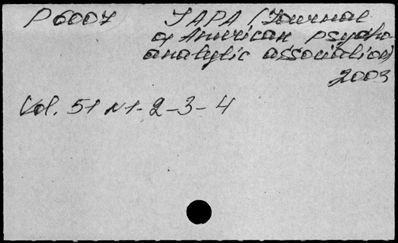 P6007 JAPA (Journal
of American psycho
analytic association)
2003
Vol. 51 N1-2-3-4